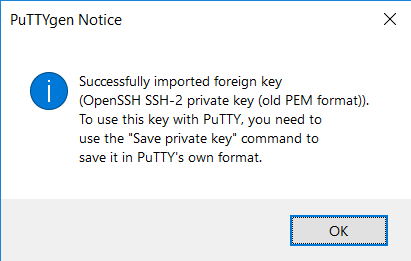 PuTTYgen Notice
Successfully imported foreign key
(OpenSSH SSH-2 private key (old PEM format)).
To use this key with PuTTY, you need to
use the "Save private key" command to
save it in PuTTY's own format.
OK